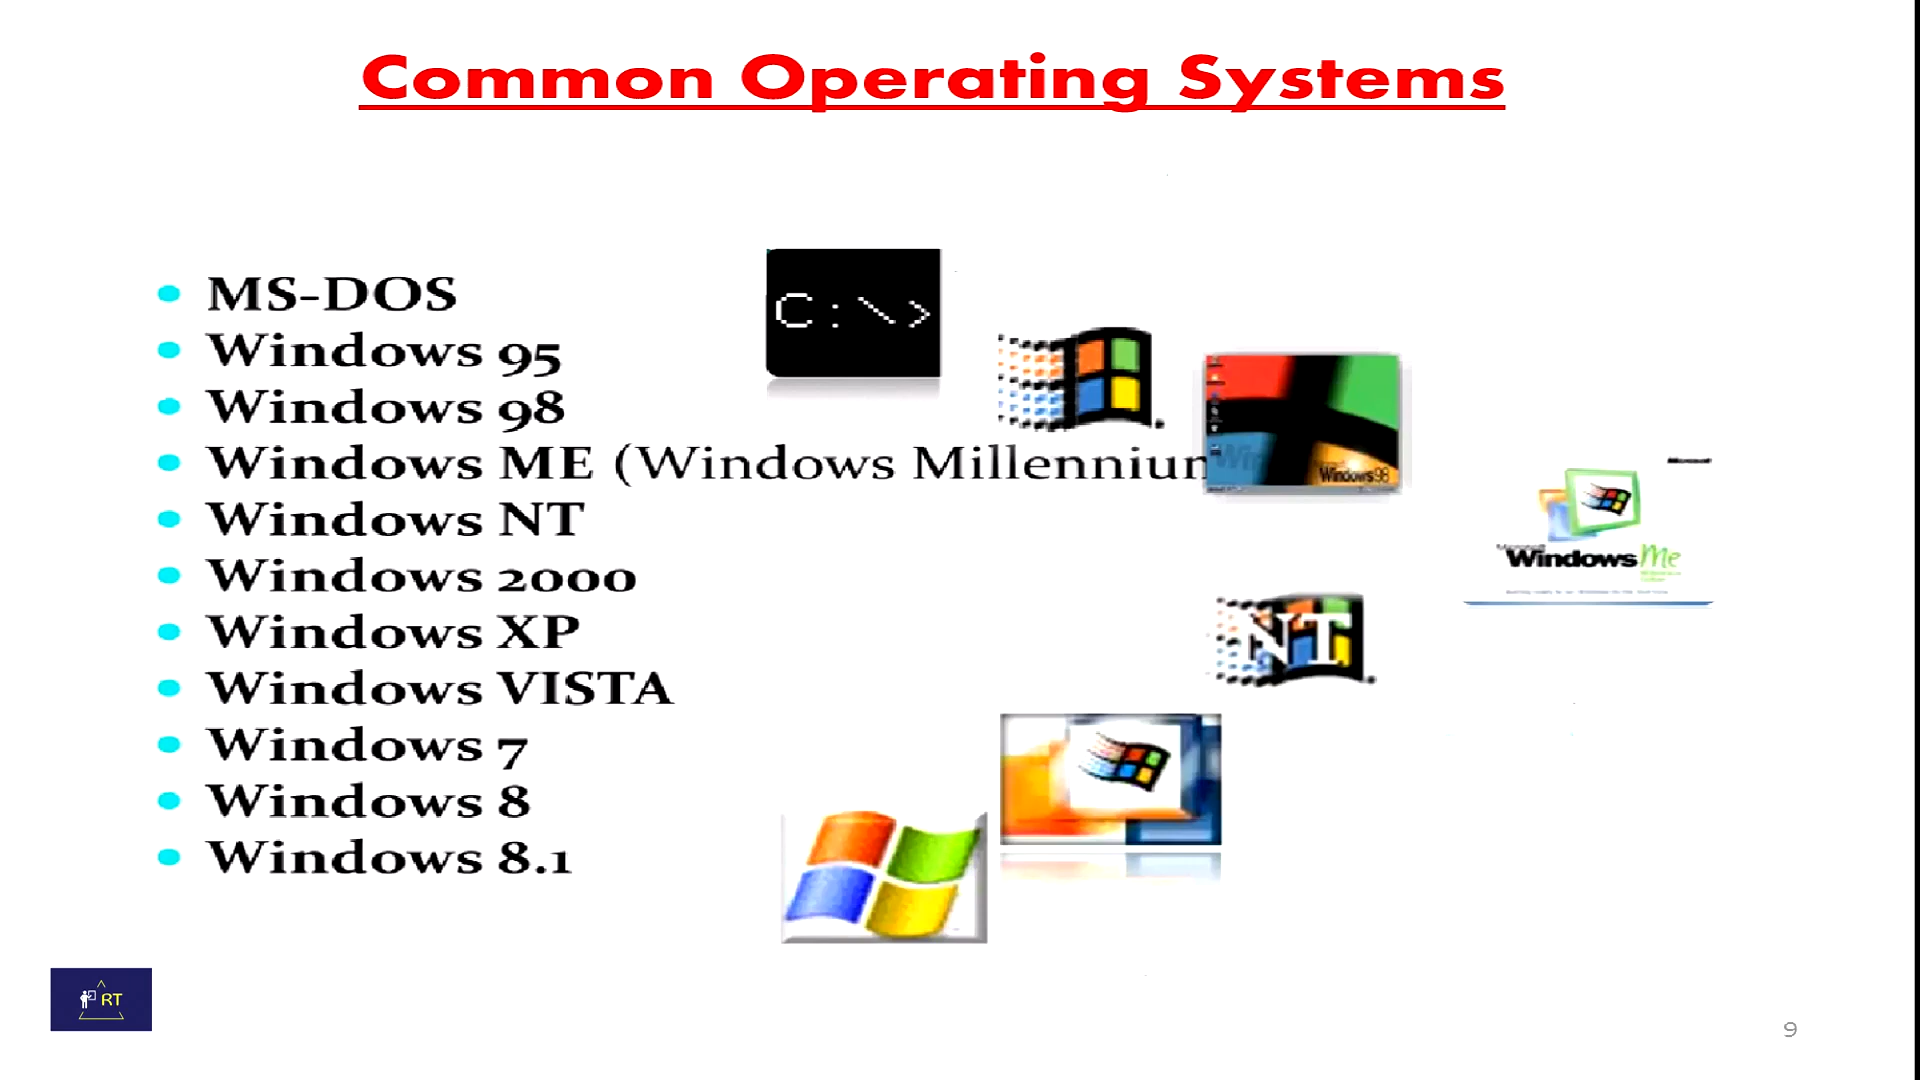 Common Operating Systems
MS-DOS
Windows 95
Windows 98
Windows ME (Windows Millennium
Windows NT
Windows 2000
Windows XP
Windows VISTA
Windows 7
Windows 8
Windows 8.1
C:\>
Windows98
Microsoft
Windows Me
NT
RT
9